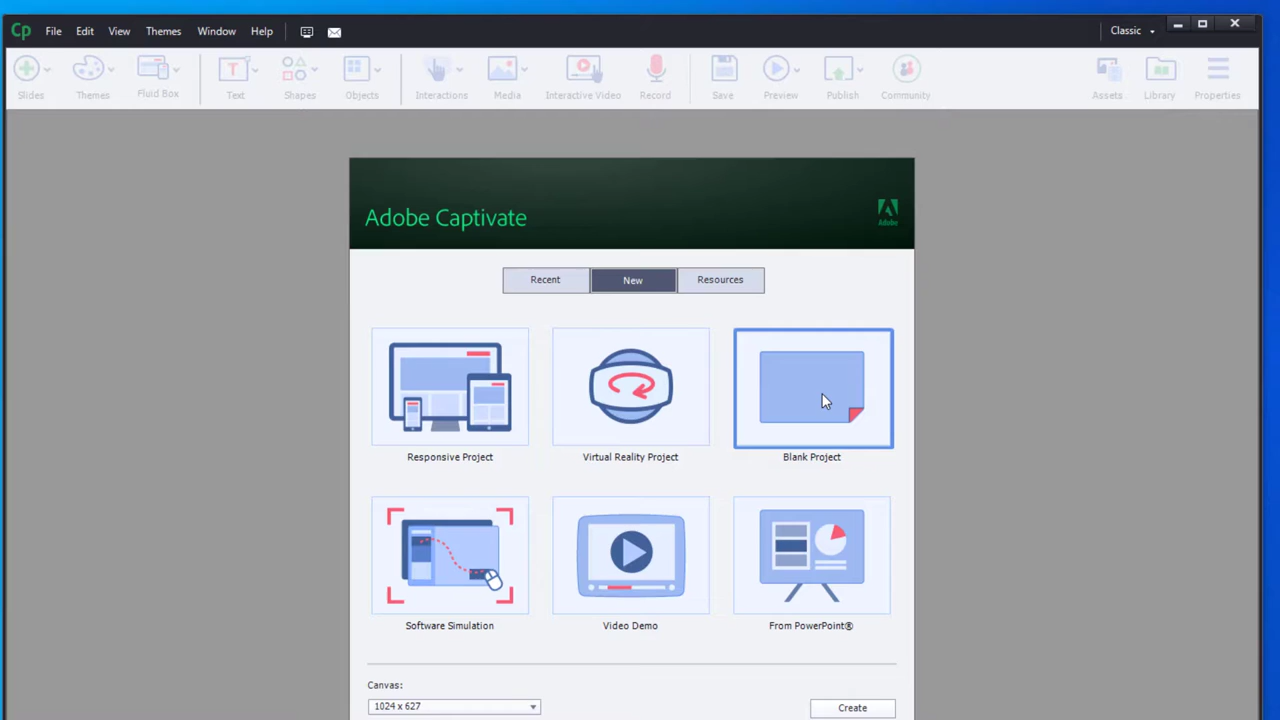 Cp File Edit View Themes Window Help Classic
Slides Themes Fluid Box Text Shapes Objects Interactions Media Interactive Video Record Save Preview Publish Community Assets Library Properties
Adobe Captivate
Adobe
Recent New Resources
Responsive Project Virtual Reality Project Blank Project
Software Simulation Video Demo From PowerPoint®
Canvas:
1024 x 627 Create